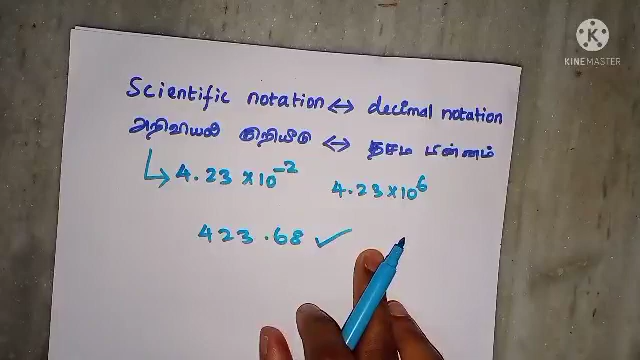 KINEMASTER
Scientific notation ↔ decimal notation
அறிவியல் குறியீடு ↔ தசம பின்னம்
↳ 4.23 × 10⁻² 4.23 × 10⁶
423.68 ✓